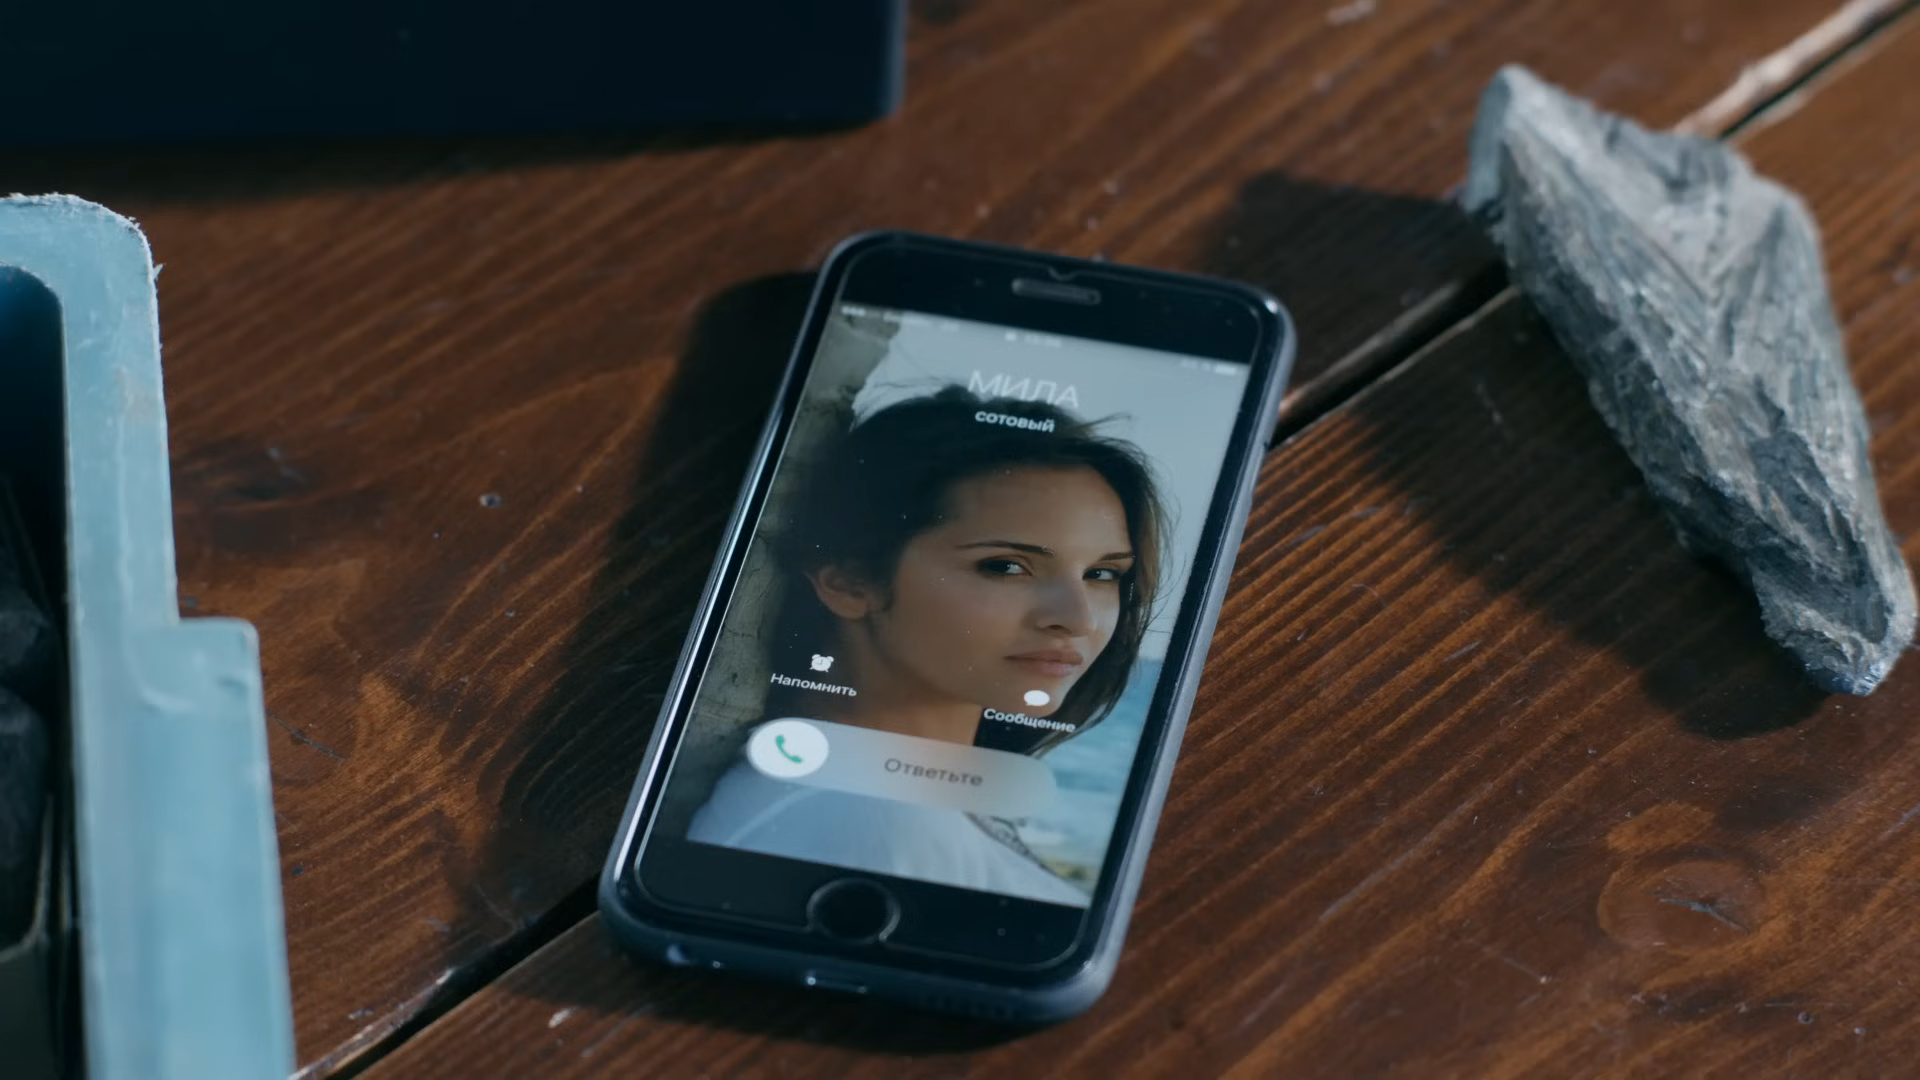 МИЛА
сотовый
Напомнить
Сообщение
Ответьте